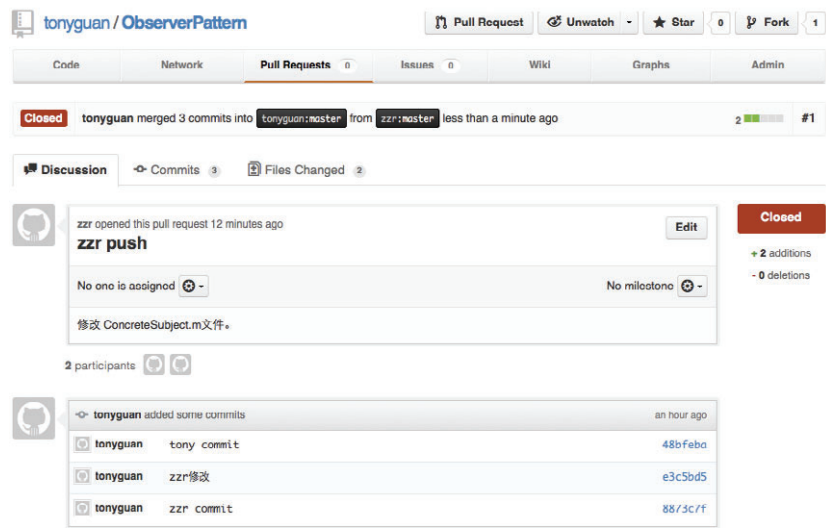 tonyguan / ObserverPattern
Pull Request Unwatch Star 0 Fork 1
Code Network Pull Requests 0 Issues 0 Wiki Graphs Admin
Closed tonyguan merged 3 commits into tonyguan:master from zzr:master less than a minute ago 2 #1
Discussion Commits 3 Files Changed 2
zzr opened this pull request 12 minutes ago Edit Closed
zzr push
+ 2 additions
- 0 deletions
No one is assigned No milestone
修改 ConcreteSubject.m文件。
2 participants
tonyguan added some commits an hour ago
tonyguan tony commit 48bfeba
tonyguan zzr修改 e3c5bd5
tonyguan zzr commit 8873c7f